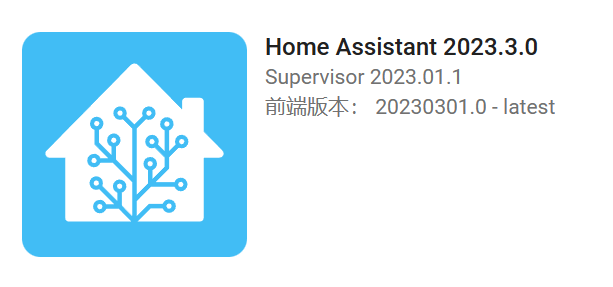 Home Assistant 2023.3.0
Supervisor 2023.01.1
前端版本： 20230301.0 - latest